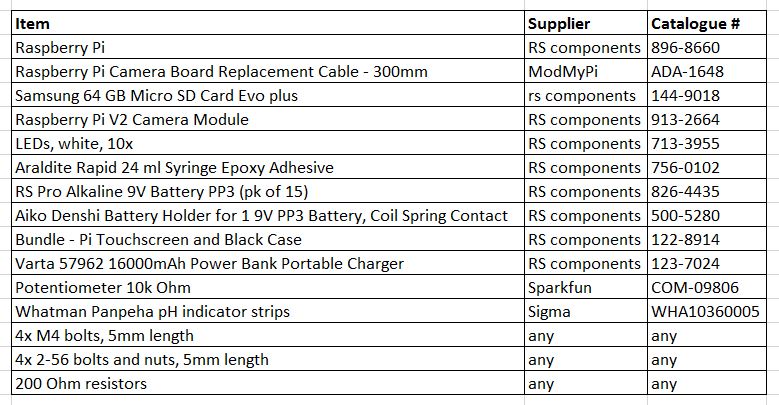 Item Supplier Catalogue #
Raspberry Pi RS components 896-8660
Raspberry Pi Camera Board Replacement Cable - 300mm ModMyPi ADA-1648
Samsung 64 GB Micro SD Card Evo plus rs components 144-9018
Raspberry Pi V2 Camera Module RS components 913-2664
LEDs, white, 10x RS components 713-3955
Araldite Rapid 24 ml Syringe Epoxy Adhesive RS components 756-0102
RS Pro Alkaline 9V Battery PP3 (pk of 15) RS components 826-4435
Aiko Denshi Battery Holder for 1 9V PP3 Battery, Coil Spring Contact RS components 500-5280
Bundle - Pi Touchscreen and Black Case RS components 122-8914
Varta 57962 16000mAh Power Bank Portable Charger RS components 123-7024
Potentiometer 10k Ohm Sparkfun COM-09806
Whatman Panpeha pH indicator strips Sigma WHA10360005
4x M4 bolts, 5mm length any any
4x 2-56 bolts and nuts, 5mm length any any
200 Ohm resistors any any